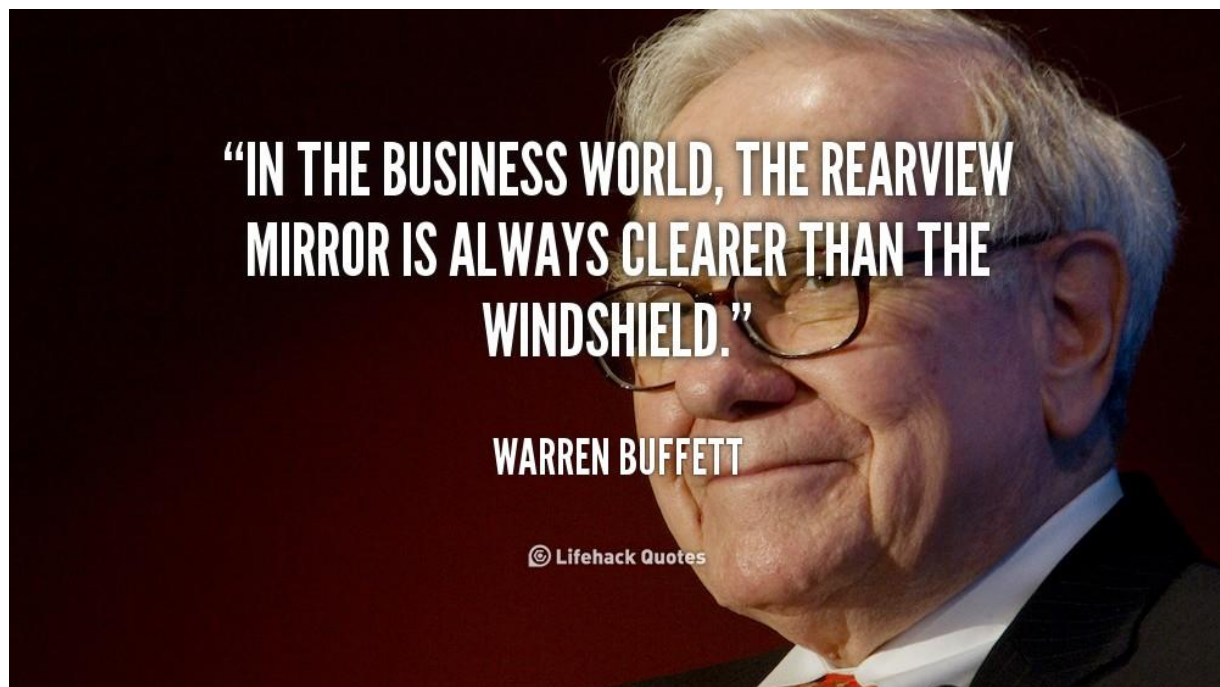 “IN THE BUSINESS WORLD, THE REARVIEW
MIRROR IS ALWAYS CLEARER THAN THE
WINDSHIELD.”
WARREN BUFFETT
Lifehack Quotes